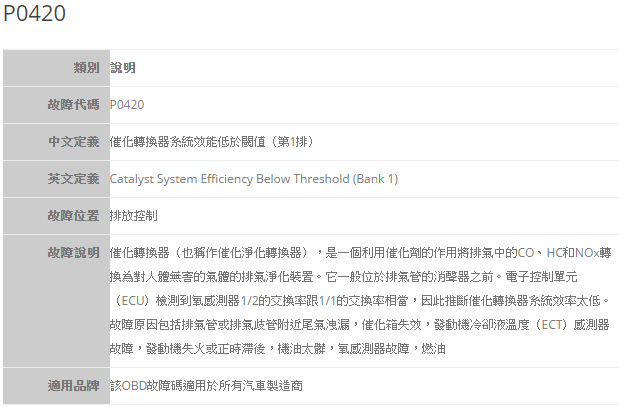 P0420
類別 說明
故障代碼 P0420
中文定義 催化轉換器系統效能低於閾值（第1排）
英文定義 Catalyst System Efficiency Below Threshold (Bank 1)
故障位置 排放控制
故障說明 催化轉換器（也稱作催化淨化轉換器），是一個利用催化劑的作用將排氣中的CO、HC和NOx轉
換為對人體無害的氣體的排氣淨化裝置。它一般位於排氣管的消聲器之前。電子控制單元
（ECU）檢測到氧感測器1/2的交換率跟1/1的交換率相當，因此推斷催化轉換器系統效率太低。
故障原因包括排氣管或排氣歧管附近尾氣洩漏，催化箱失效，發動機冷卻液溫度（ECT）感測器
故障，發動機失火或正時滯後，機油太髒，氧感測器故障，燃油
適用品牌 該OBD故障碼適用於所有汽車製造商